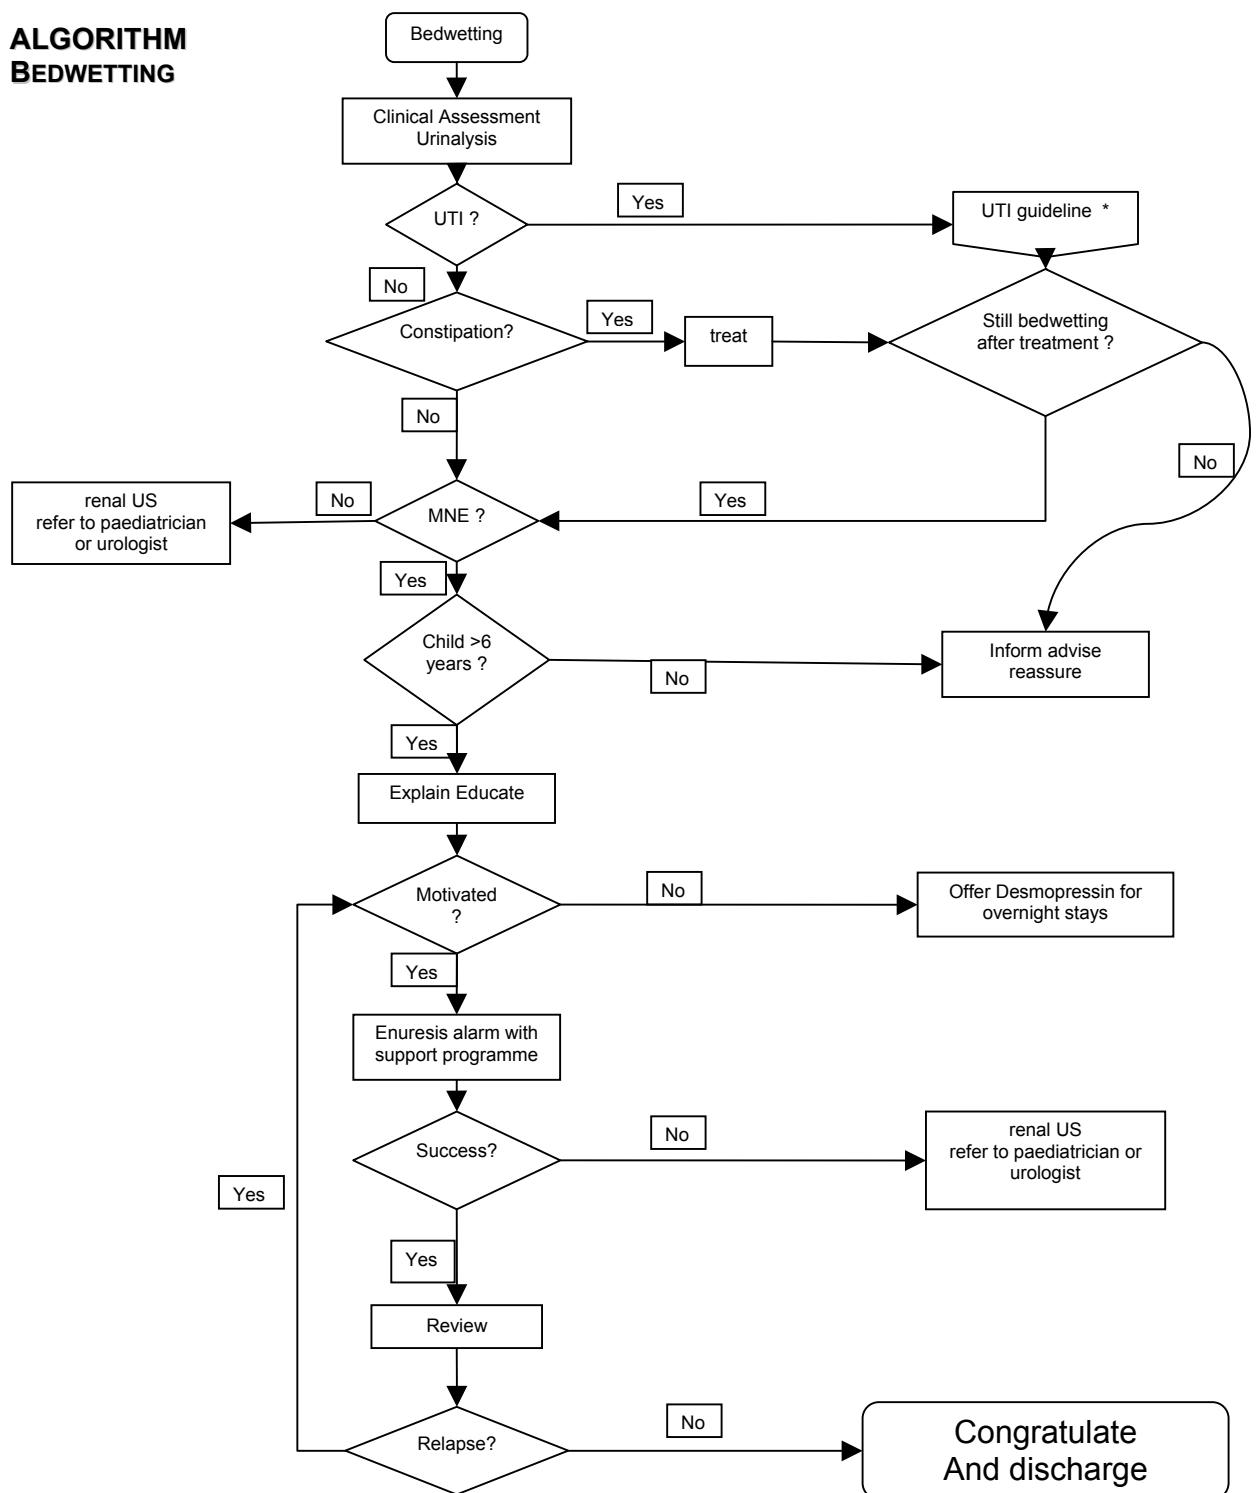 ALGORITHM
BEDWETTING
Bedwetting
Clinical Assessment
Urinalysis
UTI ?
Yes
UTI guideline *
No
Constipation?
Yes
treat
Still bedwetting
after treatment ?
No
No
renal US
refer to paediatrician
or urologist
No
MNE ?
Yes
Yes
Child >6
years ?
No
Inform advise
reassure
Yes
Explain Educate
Motivated
?
No
Offer Desmopressin for
overnight stays
Yes
Enuresis alarm with
support programme
Success?
No
renal US
refer to paediatrician or
urologist
Yes
Yes
Review
Relapse?
No
Congratulate
And discharge